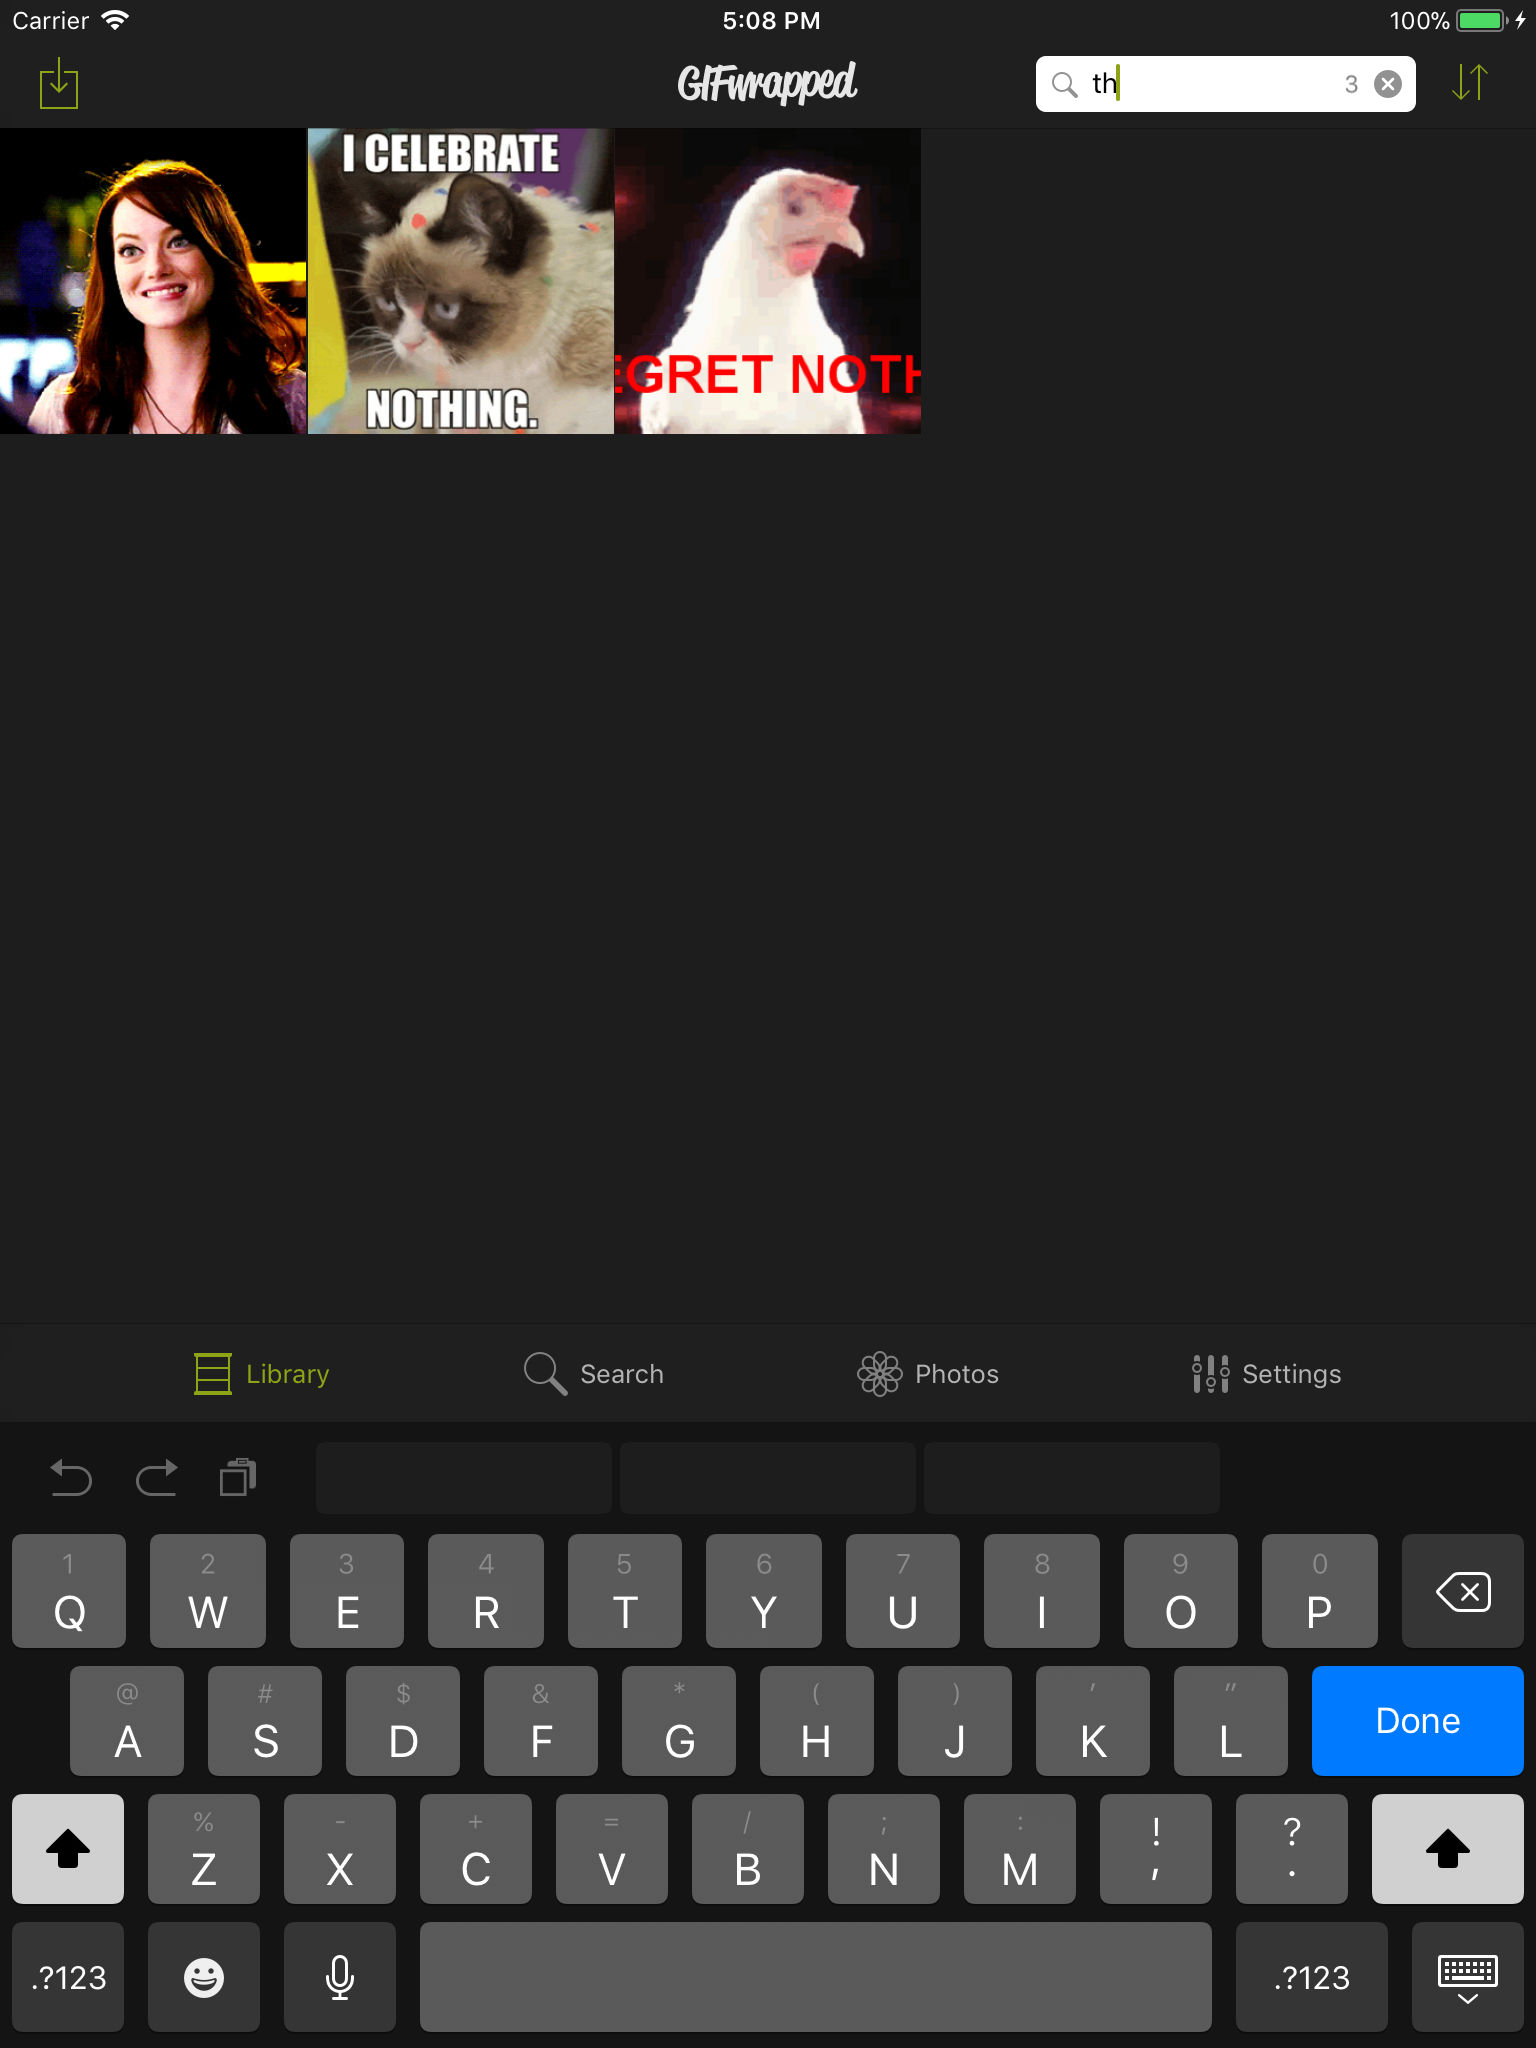 Carrier 5:08 PM 100%
GIFwrapped th 3
I CELEBRATE
NOTHING.
EGRET NOTH
Library Search Photos Settings
1 2 3 4 5 6 7 8 9 0
Q W E R T Y U I O P
@ # $ & * ( ) ' "
A S D F G H J K L Done
% - + = / ; : ! ?
Z X C V B N M , .
.?123 .?123